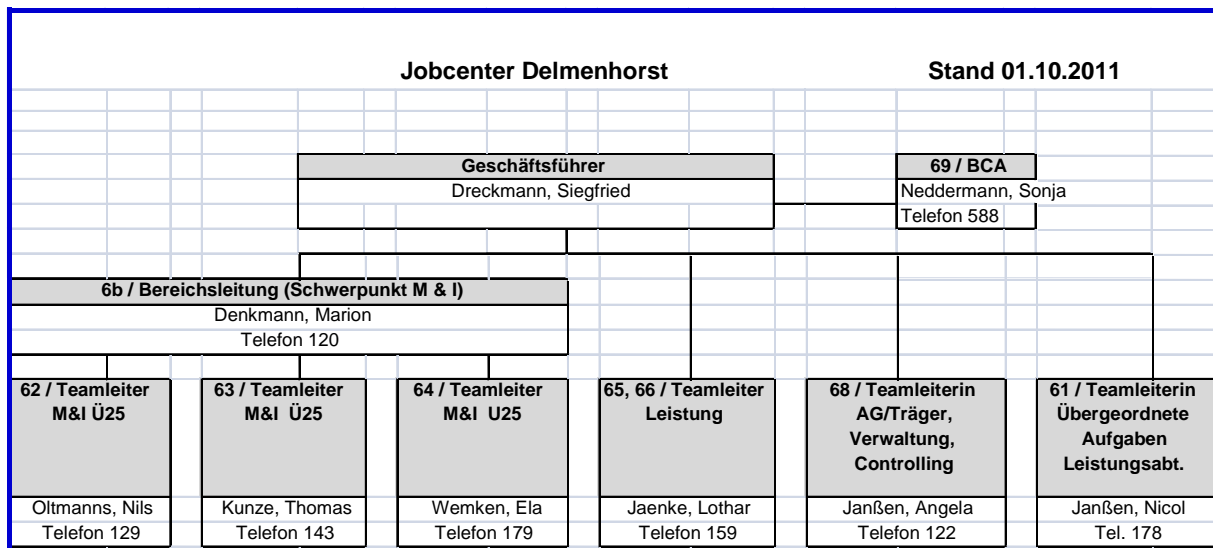 Jobcenter Delmenhorst Stand 01.10.2011
Geschäftsführer
Dreckmann, Siegfried
69 / BCA
Neddermann, Sonja
Telefon 588
6b / Bereichsleitung (Schwerpunkt M & I)
Denkmann, Marion
Telefon 120
62 / Teamleiter
M&I Ü25
Oltmanns, Nils
Telefon 129
63 / Teamleiter
M&I Ü25
Kunze, Thomas
Telefon 143
64 / Teamleiter
M&I U25
Wemken, Ela
Telefon 179
65, 66 / Teamleiter
Leistung
Jaenke, Lothar
Telefon 159
68 / Teamleiterin
AG/Träger,
Verwaltung,
Controlling
Janßen, Angela
Telefon 122
61 / Teamleiterin
Übergeordnete
Aufgaben
Leistungsabt.
Janßen, Nicol
Tel. 178